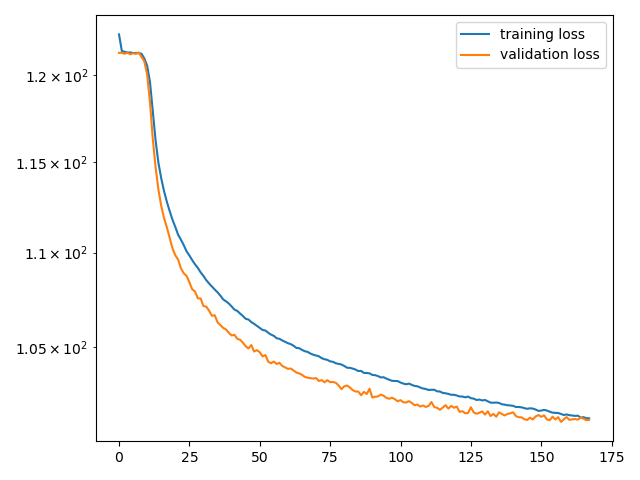 training loss
validation loss
1.2 × 10²
1.15 × 10²
1.1 × 10²
1.05 × 10²
0 25 50 75 100 125 150 175